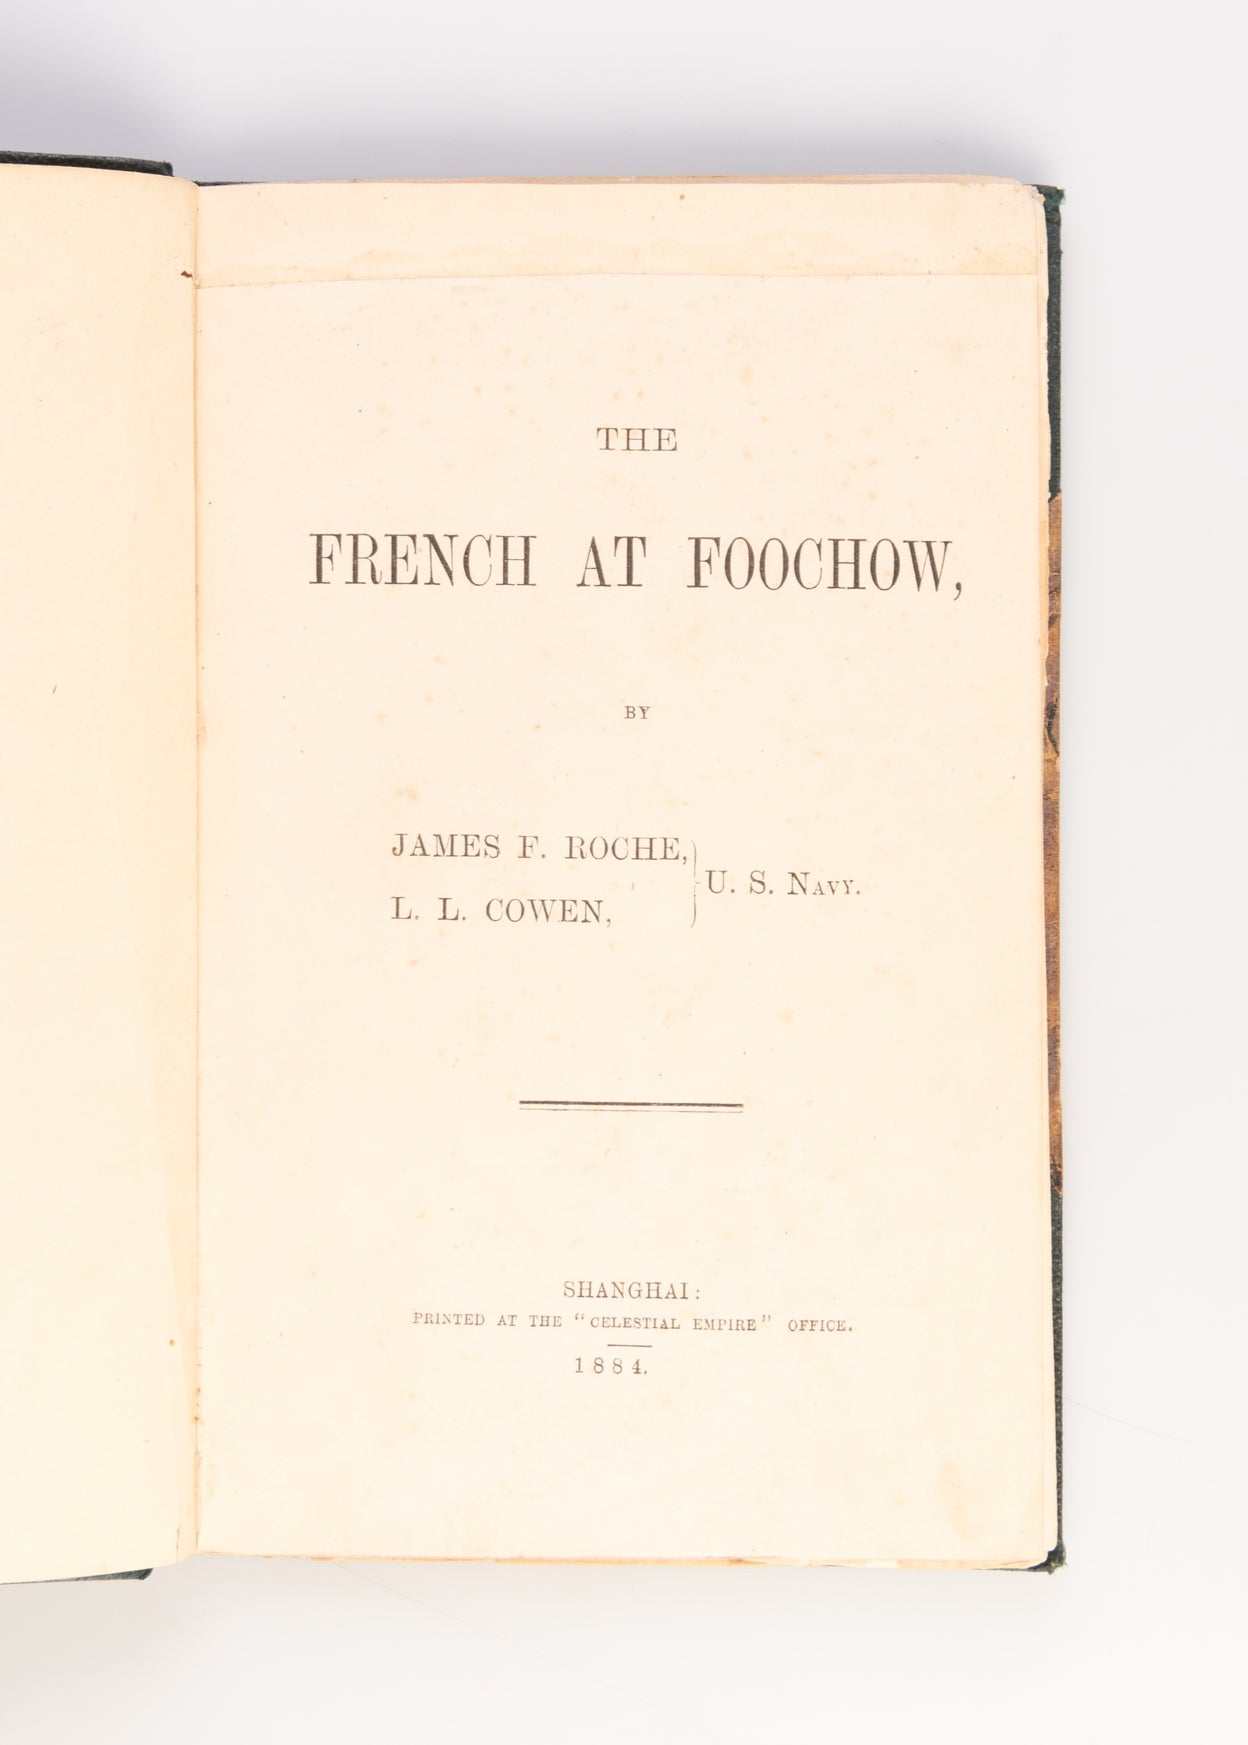 THE
FRENCH AT FOOCHOW,
BY
JAMES F. ROCHE,
L. L. COWEN,
U. S. NAVY.
SHANGHAI:
PRINTED AT THE "CELESTIAL EMPIRE" OFFICE.
1884.